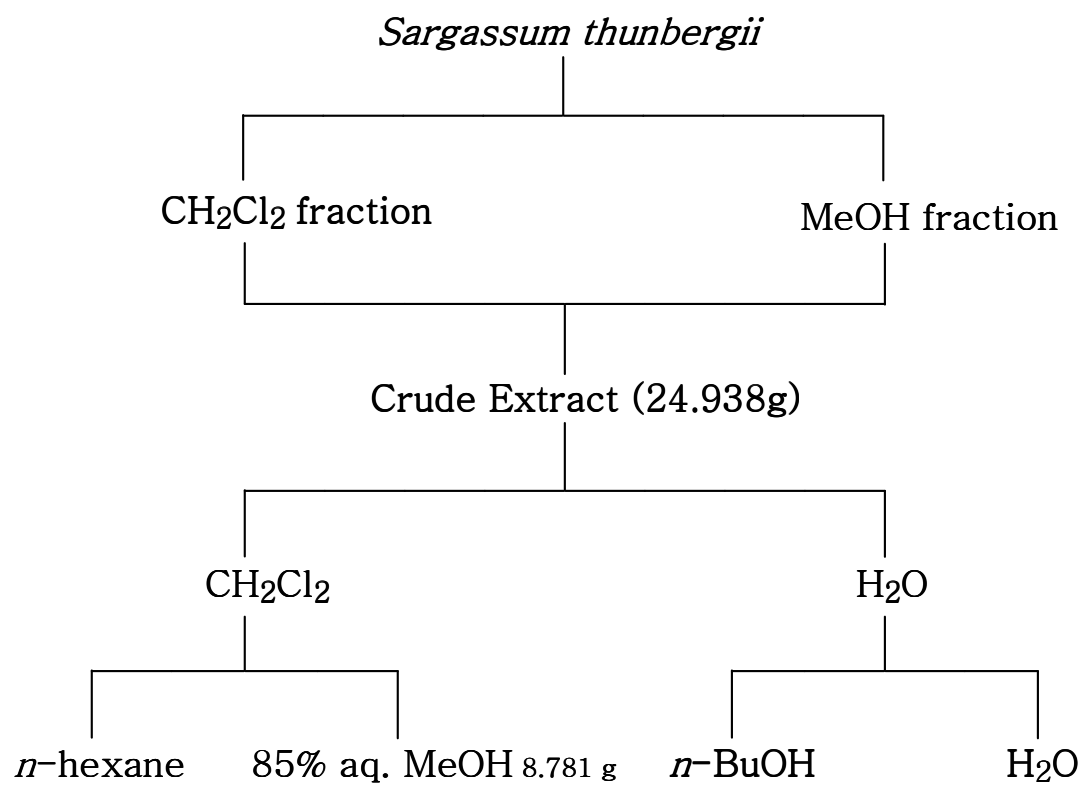 Sargassum thunbergii
CH2Cl2 fraction
MeOH fraction
Crude Extract (24.938g)
CH2Cl2
H2O
n-hexane
85% aq. MeOH 8.781 g
n-BuOH
H2O